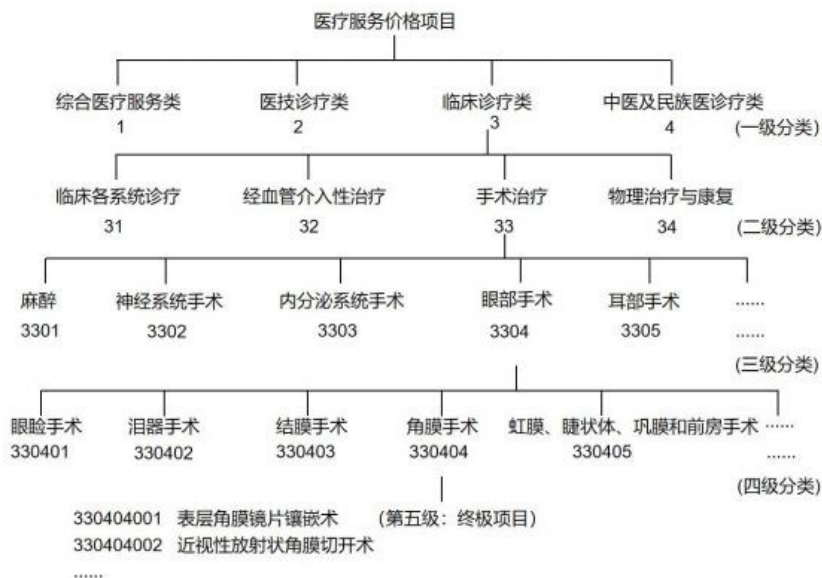 医疗服务价格项目
综合医疗服务类 医技诊疗类 临床诊疗类 中医及民族医诊疗类
1 2 3 4 (一级分类)
临床各系统诊疗 经血管介入性治疗 手术治疗 物理治疗与康复
31 32 33 34 (二级分类)
麻醉 神经系统手术 内分泌系统手术 眼部手术 耳部手术 ......
3301 3302 3303 3304 3305 ......
(三级分类)
眼睑手术 泪器手术 结膜手术 角膜手术 虹膜、睫状体、巩膜和前房手术 ......
330401 330402 330403 330404 330405 ......
(四级分类)
330404001 表层角膜镜片镶嵌术 (第五级：终极项目)
330404002 近视性放射状角膜切开术
......